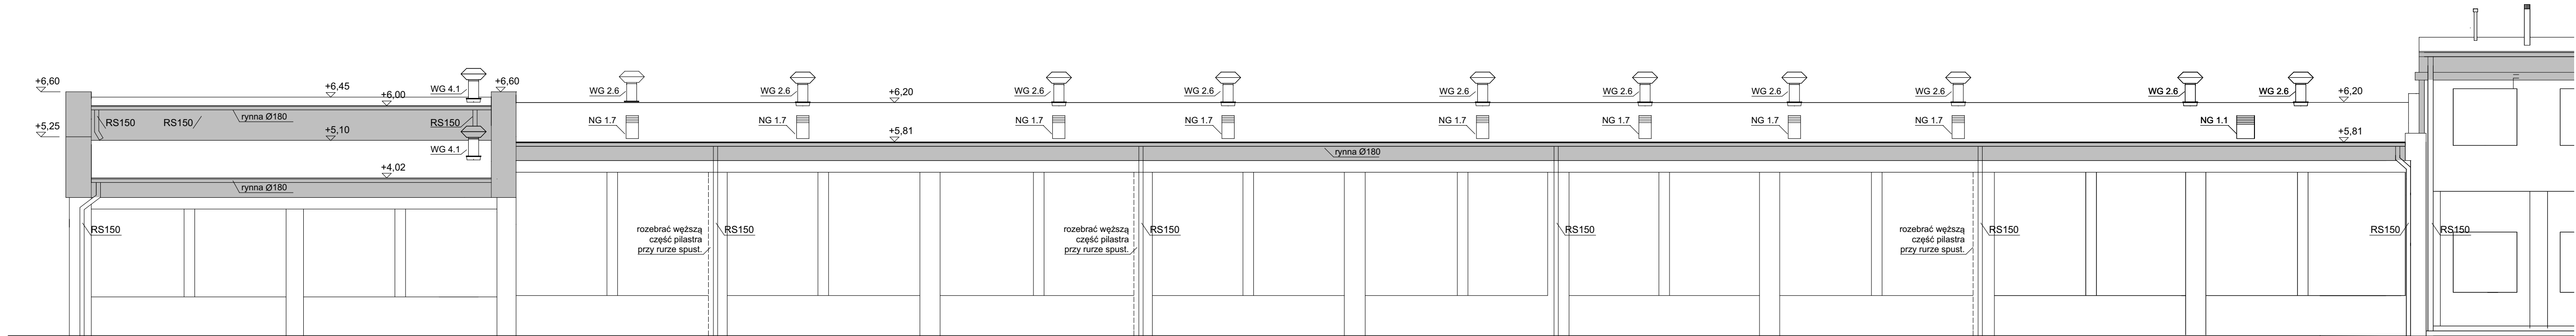 +6,60
+6,45
+6,00
WG 4.1
+6,60
WG 2.6
WG 2.6
+6,20
WG 2.6
WG 2.6
WG 2.6
WG 2.6
WG 2.6
WG 2.6
WG 2.6
WG 2.6
+6,20
+5,25
RS150
RS150
rynna Ø180
RS150
+5,10
WG 4.1
NG 1.7
NG 1.7
+5,81
NG 1.7
NG 1.7
NG 1.7
NG 1.7
NG 1.7
NG 1.7
NG 1.1
+5,81
rynna Ø180
+4,02
rynna Ø180
RS150
rozebrać węższą
część pilastra
przy rurze spust.
RS150
rozebrać węższą
część pilastra
przy rurze spust.
RS150
RS150
rozebrać węższą
część pilastra
przy rurze spust.
RS150
RS150
RS150